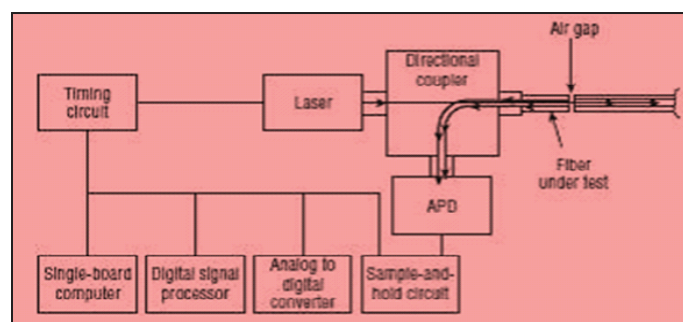 Air gap
Directional
coupler
Timing
circuit
Laser
Fiber
under test
APD
Single-board
computer
Digital signal
processor
Analog to
digital
converter
Sample-and-
hold circuit